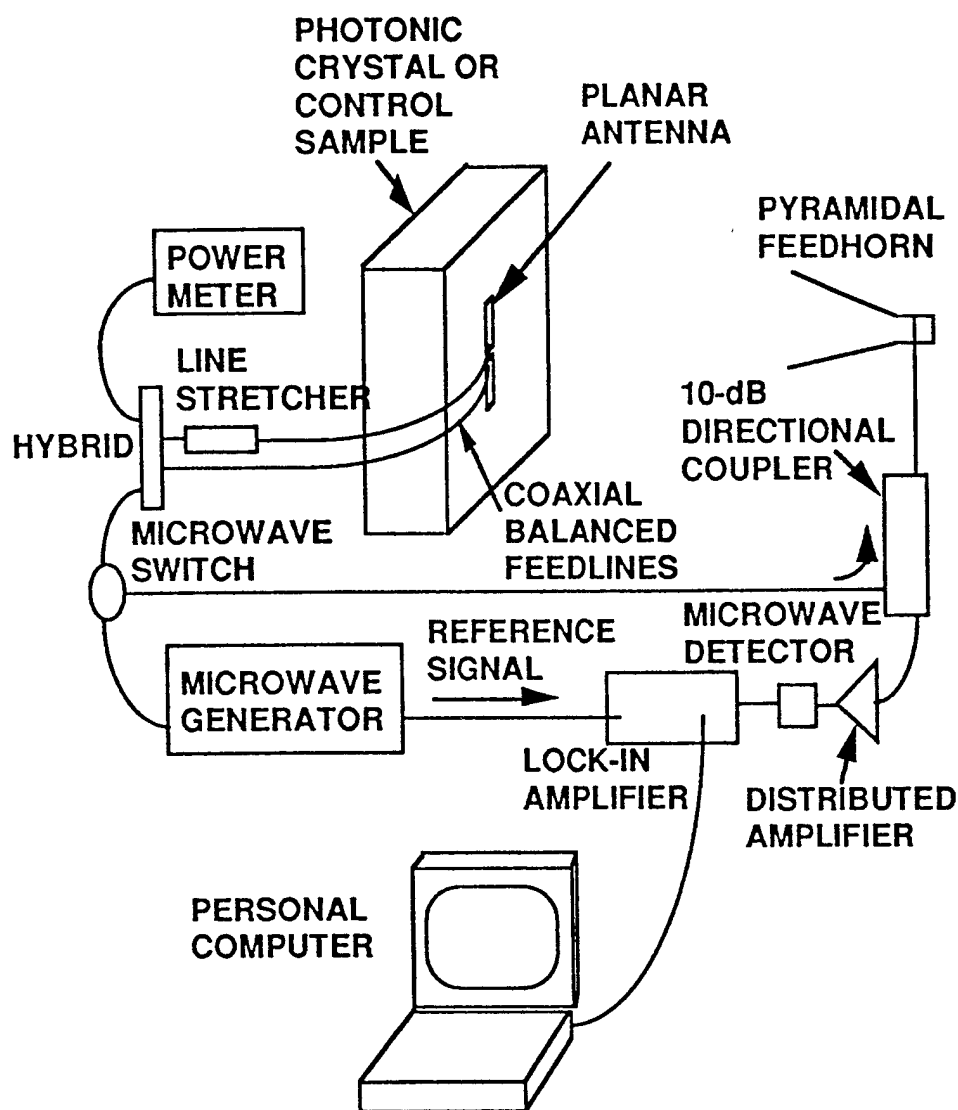 PHOTONIC
CRYSTAL OR
CONTROL
SAMPLE
PLANAR
ANTENNA
PYRAMIDAL
FEEDHORN
POWER
METER
LINE
STRETCHER
10-dB
DIRECTIONAL
COUPLER
HYBRID
COAXIAL
BALANCED
FEEDLINES
MICROWAVE
SWITCH
MICROWAVE
DETECTOR
REFERENCE
SIGNAL
MICROWAVE
GENERATOR
LOCK-IN
AMPLIFIER
DISTRIBUTED
AMPLIFIER
PERSONAL
COMPUTER